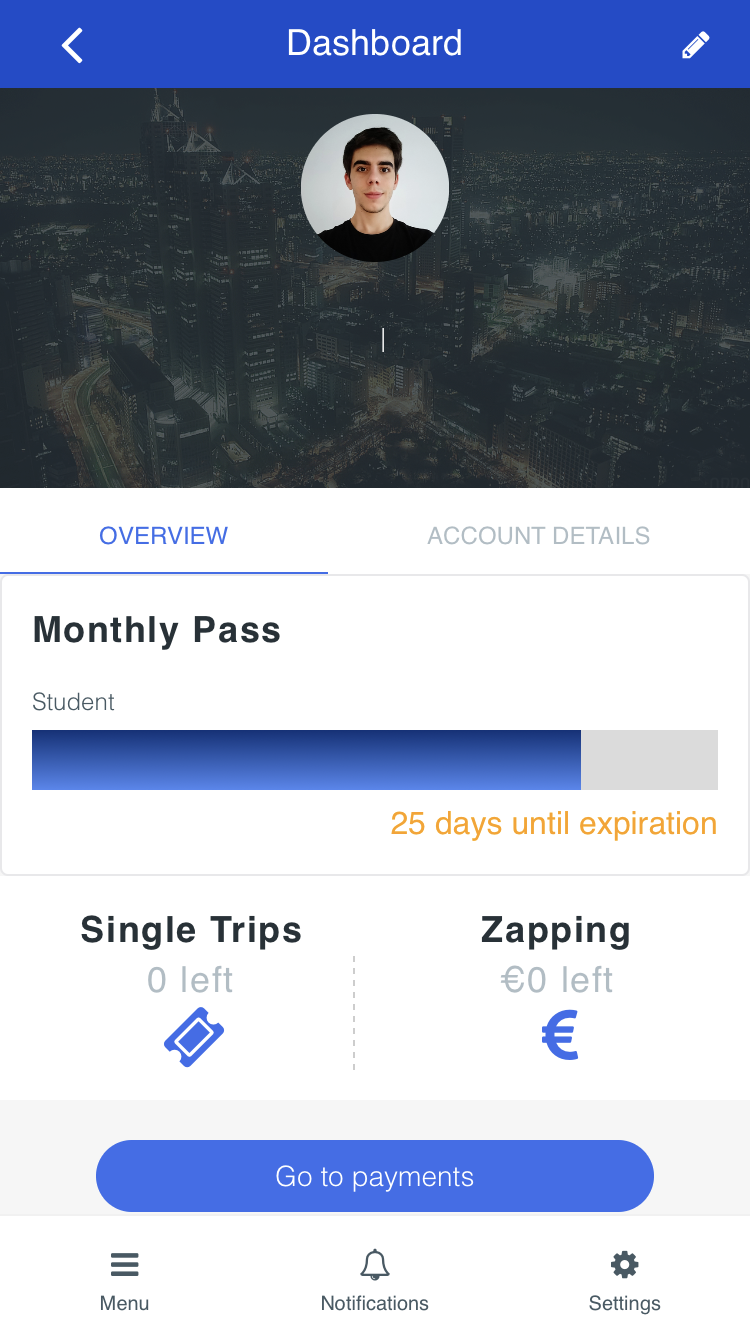 Dashboard
|
OVERVIEW
ACCOUNT DETAILS
Monthly Pass
Student
25 days until expiration
Single Trips
Zapping
0 left
€0 left
€
Go to payments
Menu
Notifications
Settings